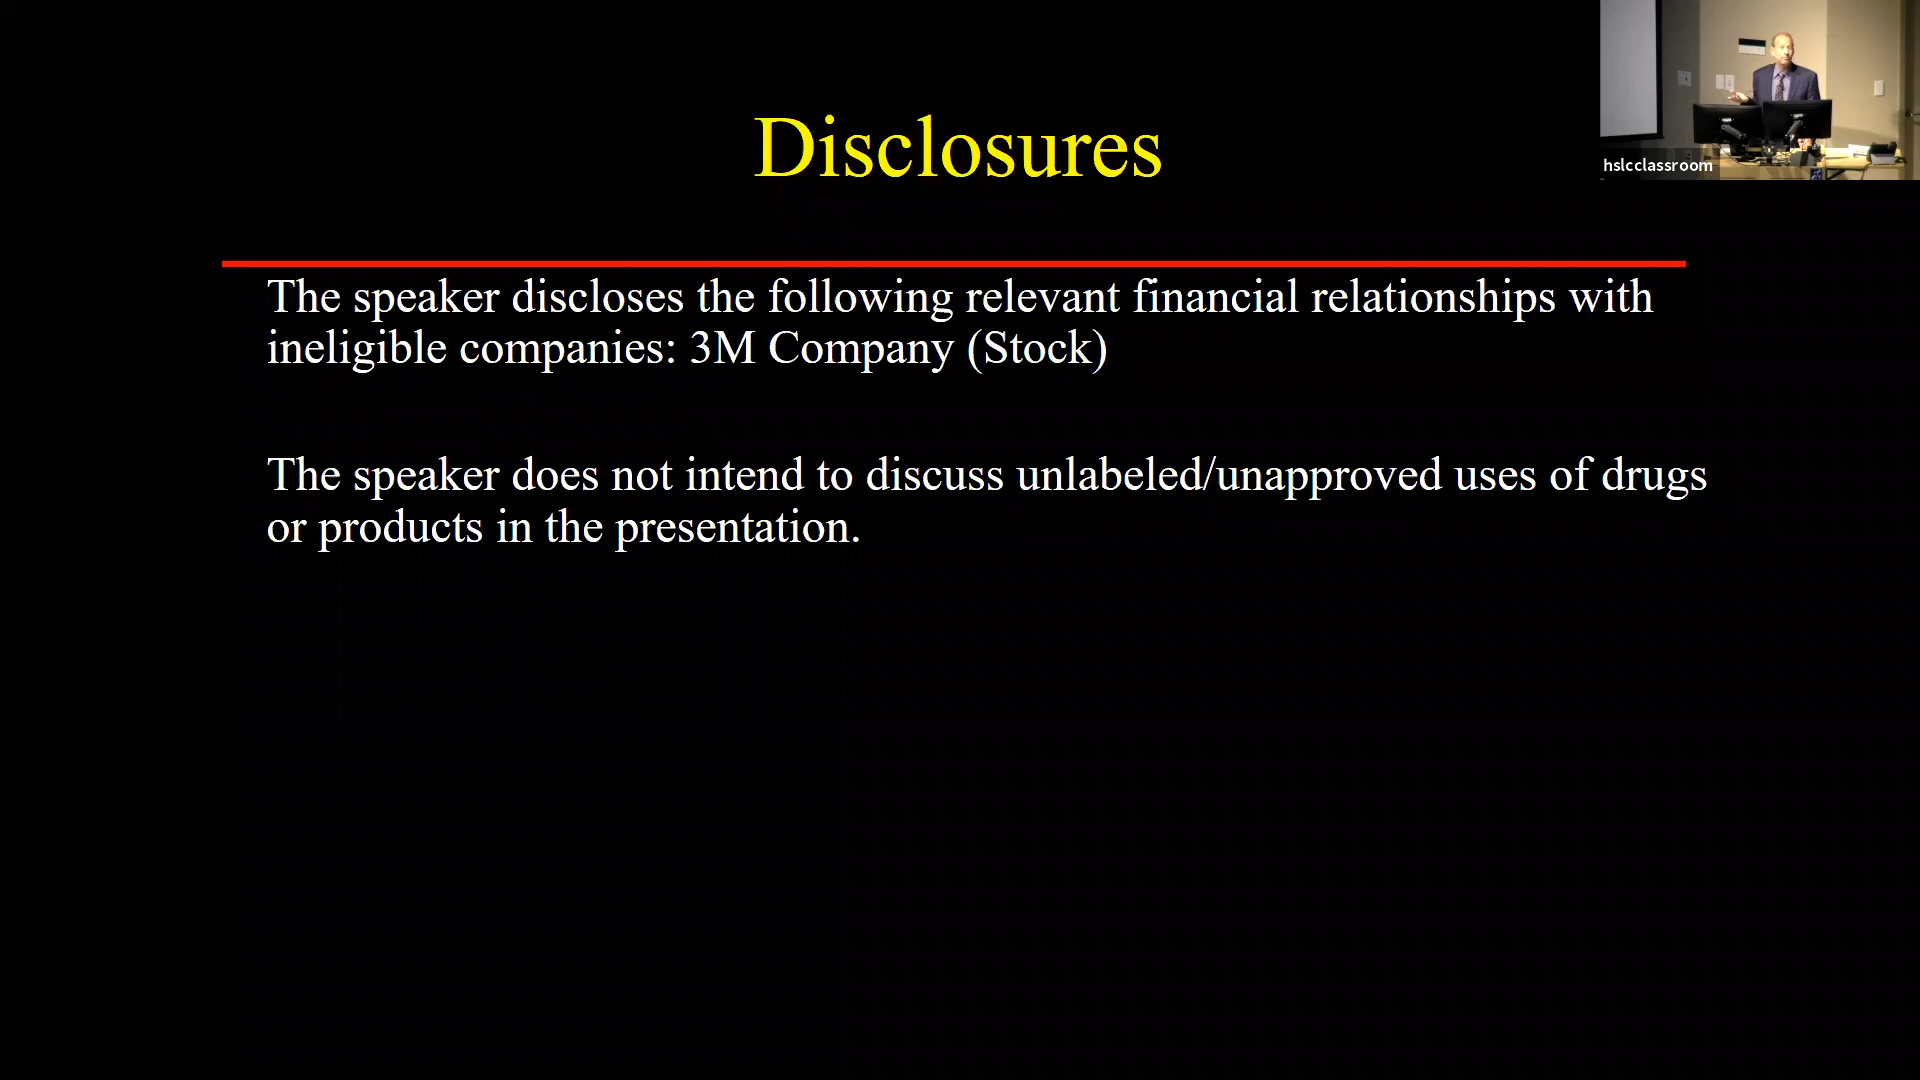 Disclosures
hslcclassroom
The speaker discloses the following relevant financial relationships with
ineligible companies: 3M Company (Stock)
The speaker does not intend to discuss unlabeled/unapproved uses of drugs
or products in the presentation.